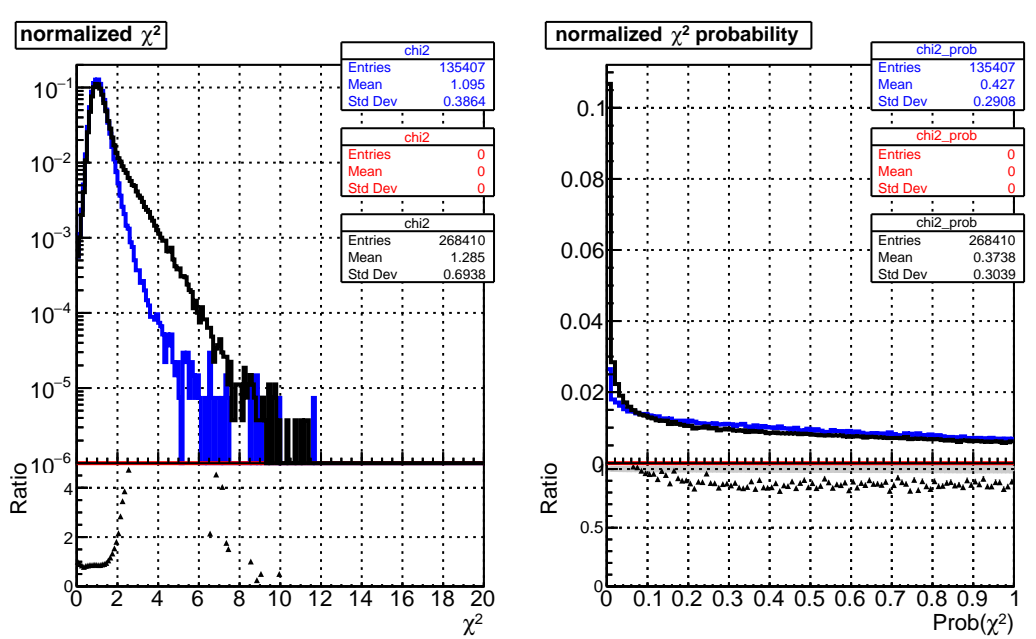 normalized χ²
chi2
Entries 135407
Mean 1.095
Std Dev 0.3864
chi2
Entries 0
Mean 0
Std Dev 0
chi2
Entries 268410
Mean 1.285
Std Dev 0.6938
10⁻¹
10⁻²
10⁻³
10⁻⁴
10⁻⁵
10⁻⁶
Ratio
4
2
0
0 2 4 6 8 10 12 14 16 18 20
χ²
normalized χ² probability
chi2_prob
Entries 135407
Mean 0.427
Std Dev 0.2908
chi2_prob
Entries 0
Mean 0
Std Dev 0
chi2_prob
Entries 268410
Mean 0.3738
Std Dev 0.3039
0.1
0.08
0.06
0.04
0.02
0
Ratio
0.5
0
0 0.1 0.2 0.3 0.4 0.5 0.6 0.7 0.8 0.9 1
Prob(χ²)